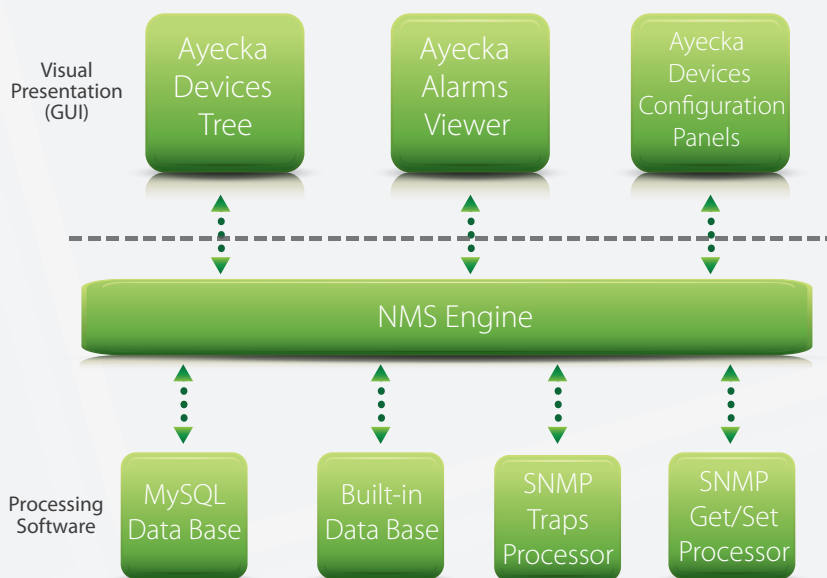 Visual
Presentation
(GUI)
Ayecka
Devices
Tree
Ayecka
Alarms
Viewer
Ayecka
Devices
Configuration
Panels
NMS Engine
Processing
Software
MySQL
Data Base
Built-in
Data Base
SNMP
Traps
Processor
SNMP
Get/Set
Processor